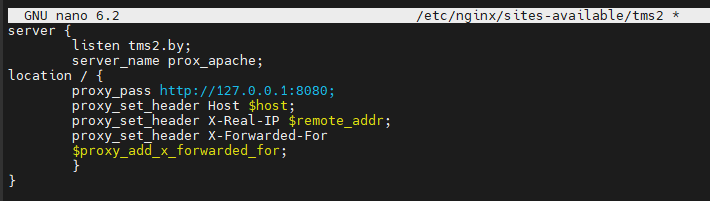 GNU nano 6.2 /etc/nginx/sites-available/tms2 *
server {
listen tms2.by;
server_name prox_apache;
location / {
proxy_pass http://127.0.0.1:8080;
proxy_set_header Host $host;
proxy_set_header X-Real-IP $remote_addr;
proxy_set_header X-Forwarded-For
$proxy_add_x_forwarded_for;
}
}